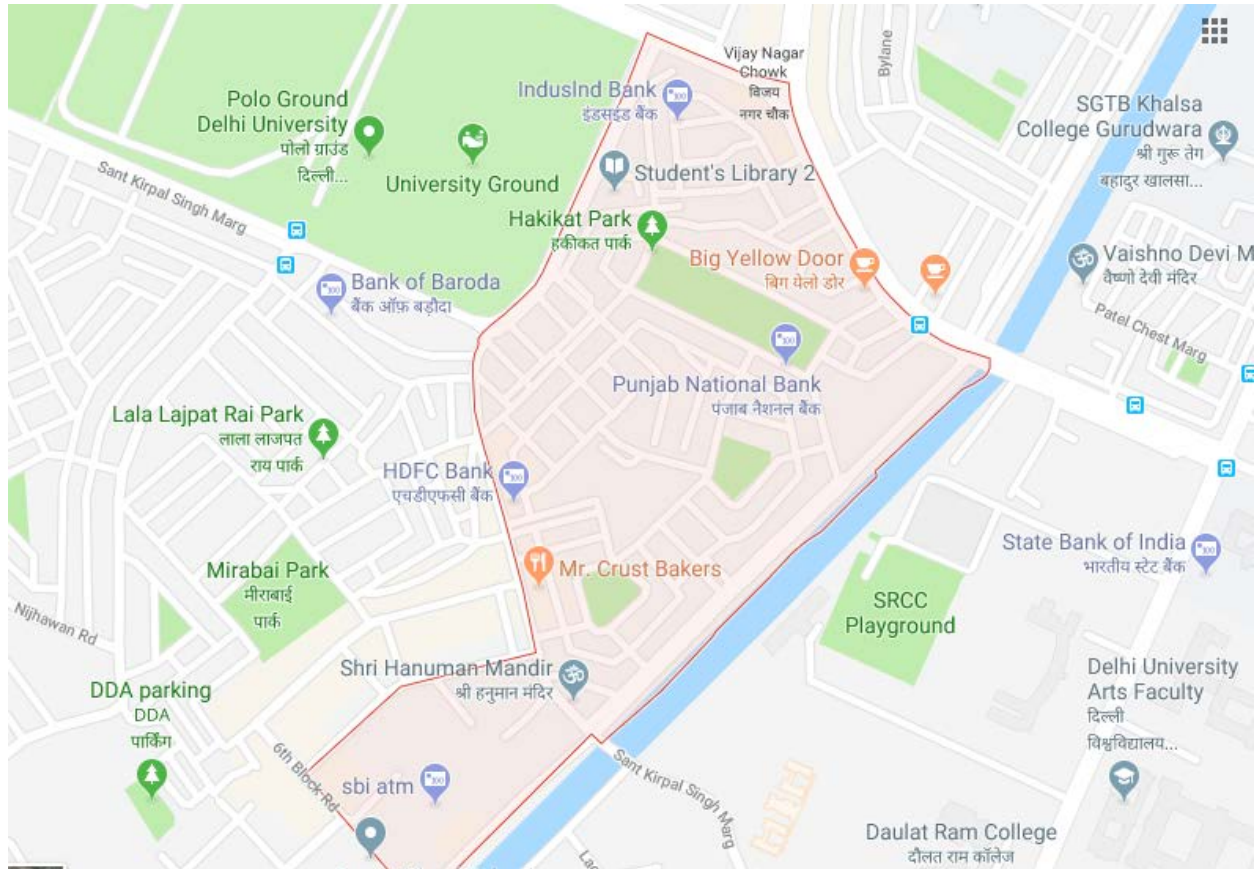 Vijay Nagar
Chowk
विजय
नगर चौक
Bylane
IndusInd Bank
इंडसइंड बैंक
Polo Ground
Delhi University
पोलो ग्राउंड
दिल्ली...
SGTB Khalsa
College Gurudwara
श्री गुरू तेग
बहादुर खालसा...
University Ground
Student's Library 2
Sant Kirpal Singh Marg
Hakikat Park
हकीकत पार्क
Big Yellow Door
बिग येलो डोर
Vaishno Devi M
वैष्णो देवी मंदिर
Bank of Baroda
बैंक ऑफ़ बड़ौदा
Patel Chest Marg
Punjab National Bank
पंजाब नैशनल बैंक
Lala Lajpat Rai Park
लाला लाजपत
राय पार्क
HDFC Bank
एचडीएफसी बैंक
State Bank of India
भारतीय स्टेट बैंक
Mr. Crust Bakers
Mirabai Park
मीराबाई
पार्क
SRCC
Playground
Nijhawan Rd
Shri Hanuman Mandir
श्री हनुमान मंदिर
Delhi University
Arts Faculty
दिल्ली
विश्वविद्यालय...
DDA parking
DDA
पार्किंग
6th Block Rd
sbi atm
Sant Kirpal Singh Marg
Daulat Ram College
दौलत राम कॉलेज